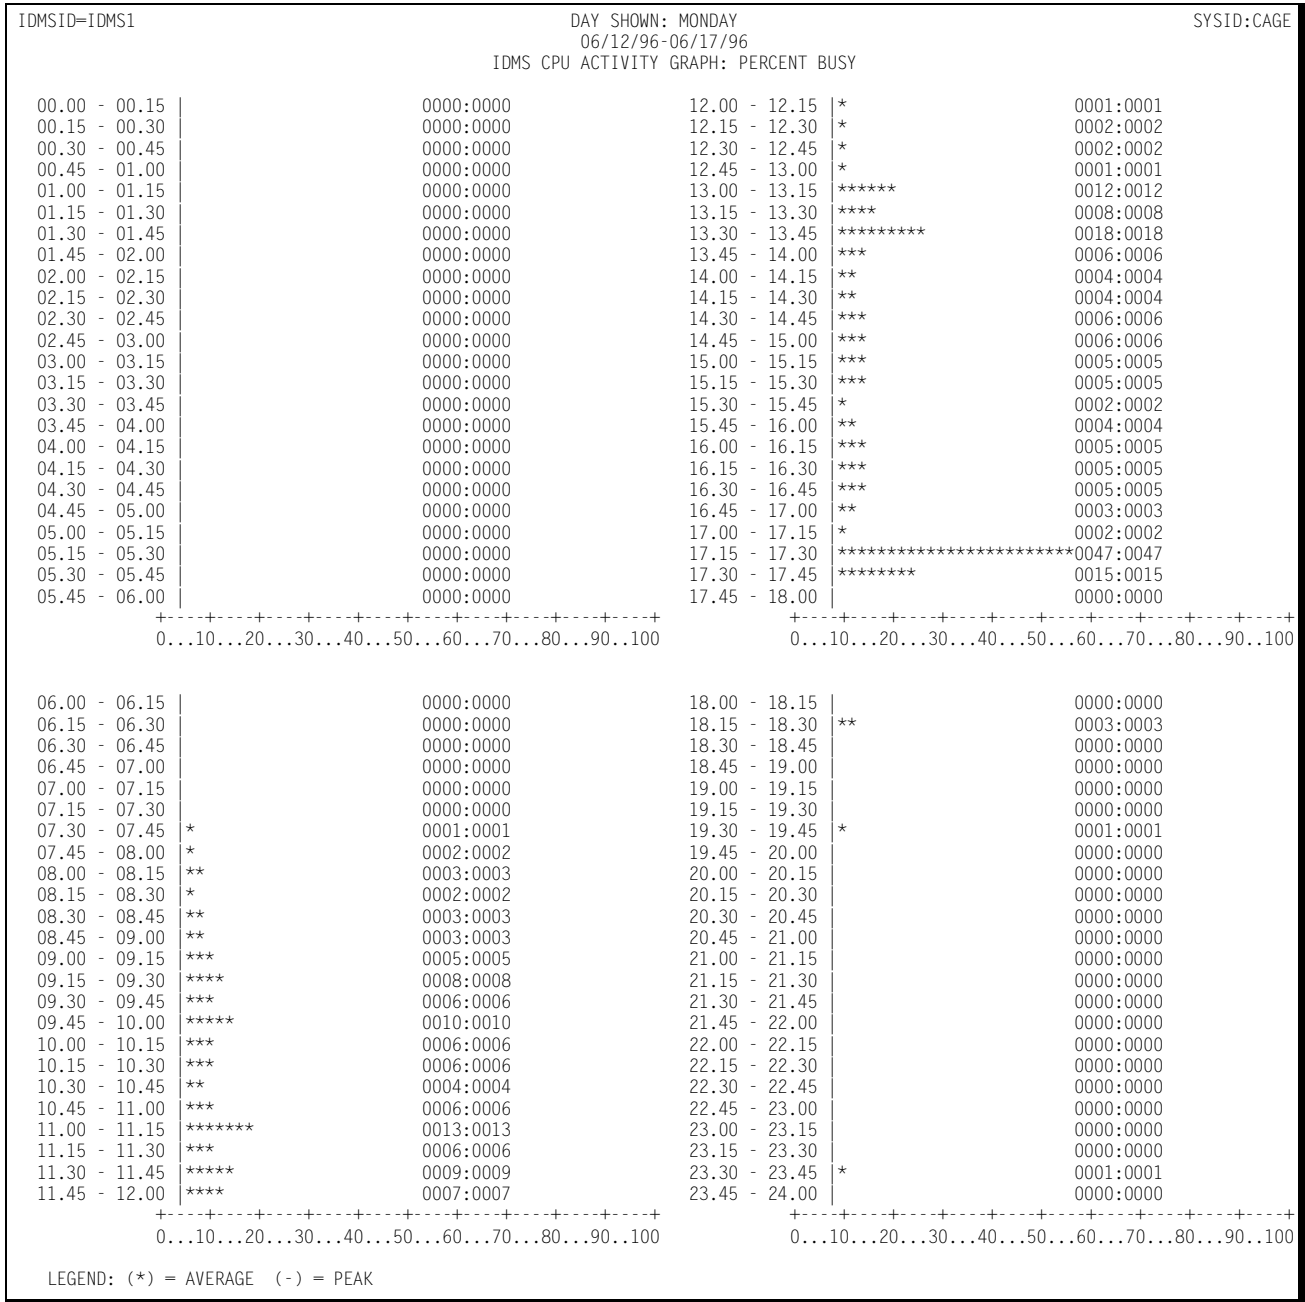 IDMSID=IDMS1 DAY SHOWN: MONDAY SYSID:CAGE
06/12/96-06/17/96
IDMS CPU ACTIVITY GRAPH: PERCENT BUSY
00.00 - 00.15 | 0000:0000 12.00 - 12.15 |* 0001:0001
00.15 - 00.30 | 0000:0000 12.15 - 12.30 |* 0002:0002
00.30 - 00.45 | 0000:0000 12.30 - 12.45 |* 0002:0002
00.45 - 01.00 | 0000:0000 12.45 - 13.00 |* 0001:0001
01.00 - 01.15 | 0000:0000 13.00 - 13.15 |****** 0012:0012
01.15 - 01.30 | 0000:0000 13.15 - 13.30 |**** 0008:0008
01.30 - 01.45 | 0000:0000 13.30 - 13.45 |********* 0018:0018
01.45 - 02.00 | 0000:0000 13.45 - 14.00 |*** 0006:0006
02.00 - 02.15 | 0000:0000 14.00 - 14.15 |** 0004:0004
02.15 - 02.30 | 0000:0000 14.15 - 14.30 |** 0004:0004
02.30 - 02.45 | 0000:0000 14.30 - 14.45 |*** 0006:0006
02.45 - 03.00 | 0000:0000 14.45 - 15.00 |*** 0006:0006
03.00 - 03.15 | 0000:0000 15.00 - 15.15 |*** 0005:0005
03.15 - 03.30 | 0000:0000 15.15 - 15.30 |*** 0005:0005
03.30 - 03.45 | 0000:0000 15.30 - 15.45 |* 0002:0002
03.45 - 04.00 | 0000:0000 15.45 - 16.00 |** 0004:0004
04.00 - 04.15 | 0000:0000 16.00 - 16.15 |*** 0005:0005
04.15 - 04.30 | 0000:0000 16.15 - 16.30 |*** 0005:0005
04.30 - 04.45 | 0000:0000 16.30 - 16.45 |*** 0005:0005
04.45 - 05.00 | 0000:0000 16.45 - 17.00 |** 0003:0003
05.00 - 05.15 | 0000:0000 17.00 - 17.15 |* 0002:0002
05.15 - 05.30 | 0000:0000 17.15 - 17.30 |************************0047:0047
05.30 - 05.45 | 0000:0000 17.30 - 17.45 |******** 0015:0015
05.45 - 06.00 | 0000:0000 17.45 - 18.00 | 0000:0000
+----+----+----+----+----+----+----+----+----+----+ +----+----+----+----+----+----+----+----+----+----+
0...10...20...30...40...50...60...70...80...90..100 0...10...20...30...40...50...60...70...80...90..100
06.00 - 06.15 | 0000:0000 18.00 - 18.15 | 0000:0000
06.15 - 06.30 | 0000:0000 18.15 - 18.30 |** 0003:0003
06.30 - 06.45 | 0000:0000 18.30 - 18.45 | 0000:0000
06.45 - 07.00 | 0000:0000 18.45 - 19.00 | 0000:0000
07.00 - 07.15 | 0000:0000 19.00 - 19.15 | 0000:0000
07.15 - 07.30 | 0000:0000 19.15 - 19.30 | 0000:0000
07.30 - 07.45 |* 0001:0001 19.30 - 19.45 |* 0001:0001
07.45 - 08.00 |* 0002:0002 19.45 - 20.00 | 0000:0000
08.00 - 08.15 |** 0003:0003 20.00 - 20.15 | 0000:0000
08.15 - 08.30 |* 0002:0002 20.15 - 20.30 | 0000:0000
08.30 - 08.45 |** 0003:0003 20.30 - 20.45 | 0000:0000
08.45 - 09.00 |** 0003:0003 20.45 - 21.00 | 0000:0000
09.00 - 09.15 |*** 0005:0005 21.00 - 21.15 | 0000:0000
09.15 - 09.30 |**** 0008:0008 21.15 - 21.30 | 0000:0000
09.30 - 09.45 |*** 0006:0006 21.30 - 21.45 | 0000:0000
09.45 - 10.00 |***** 0010:0010 21.45 - 22.00 | 0000:0000
10.00 - 10.15 |*** 0006:0006 22.00 - 22.15 | 0000:0000
10.15 - 10.30 |*** 0006:0006 22.15 - 22.30 | 0000:0000
10.30 - 10.45 |** 0004:0004 22.30 - 22.45 | 0000:0000
10.45 - 11.00 |*** 0006:0006 22.45 - 23.00 | 0000:0000
11.00 - 11.15 |******* 0013:0013 23.00 - 23.15 | 0000:0000
11.15 - 11.30 |*** 0006:0006 23.15 - 23.30 | 0000:0000
11.30 - 11.45 |***** 0009:0009 23.30 - 23.45 |* 0001:0001
11.45 - 12.00 |**** 0007:0007 23.45 - 24.00 | 0000:0000
+----+----+----+----+----+----+----+----+----+----+ +----+----+----+----+----+----+----+----+----+----+
0...10...20...30...40...50...60...70...80...90..100 0...10...20...30...40...50...60...70...80...90..100
LEGEND: (*) = AVERAGE (-) = PEAK